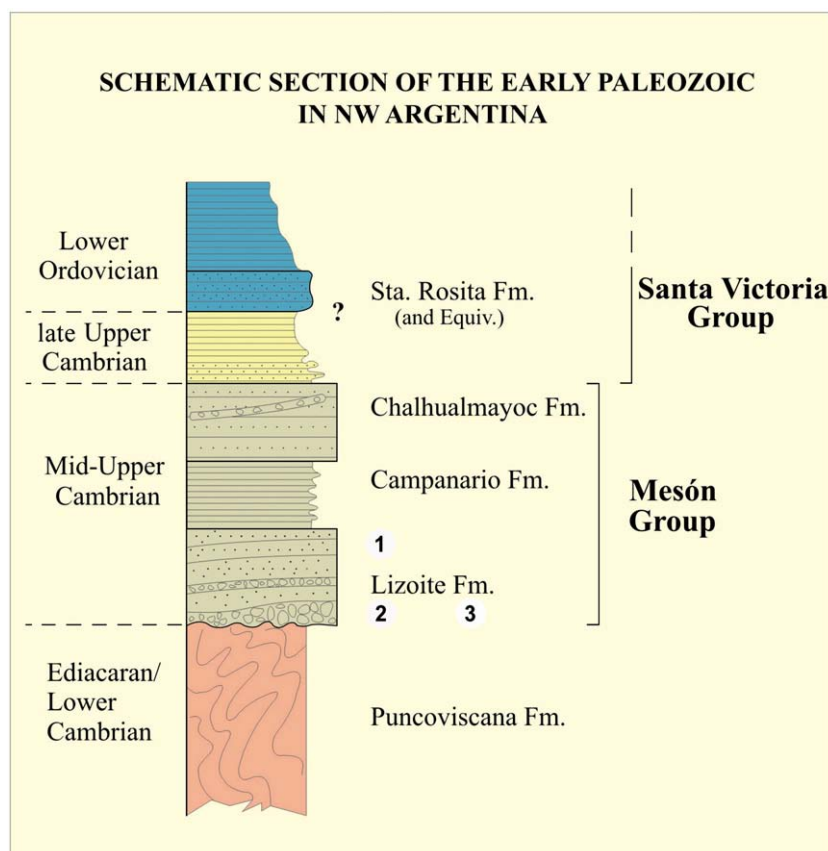 SCHEMATIC SECTION OF THE EARLY PALEOZOIC
IN NW ARGENTINA
Lower
Ordovician
late Upper
Cambrian
Mid-Upper
Cambrian
Ediacaran/
Lower
Cambrian
?
Sta. Rosita Fm.
(and Equiv.)
Chalhualmayoc Fm.
Campanario Fm.
1
Lizoite Fm.
2 3
Puncoviscana Fm.
Santa Victoria
Group
Mesón
Group